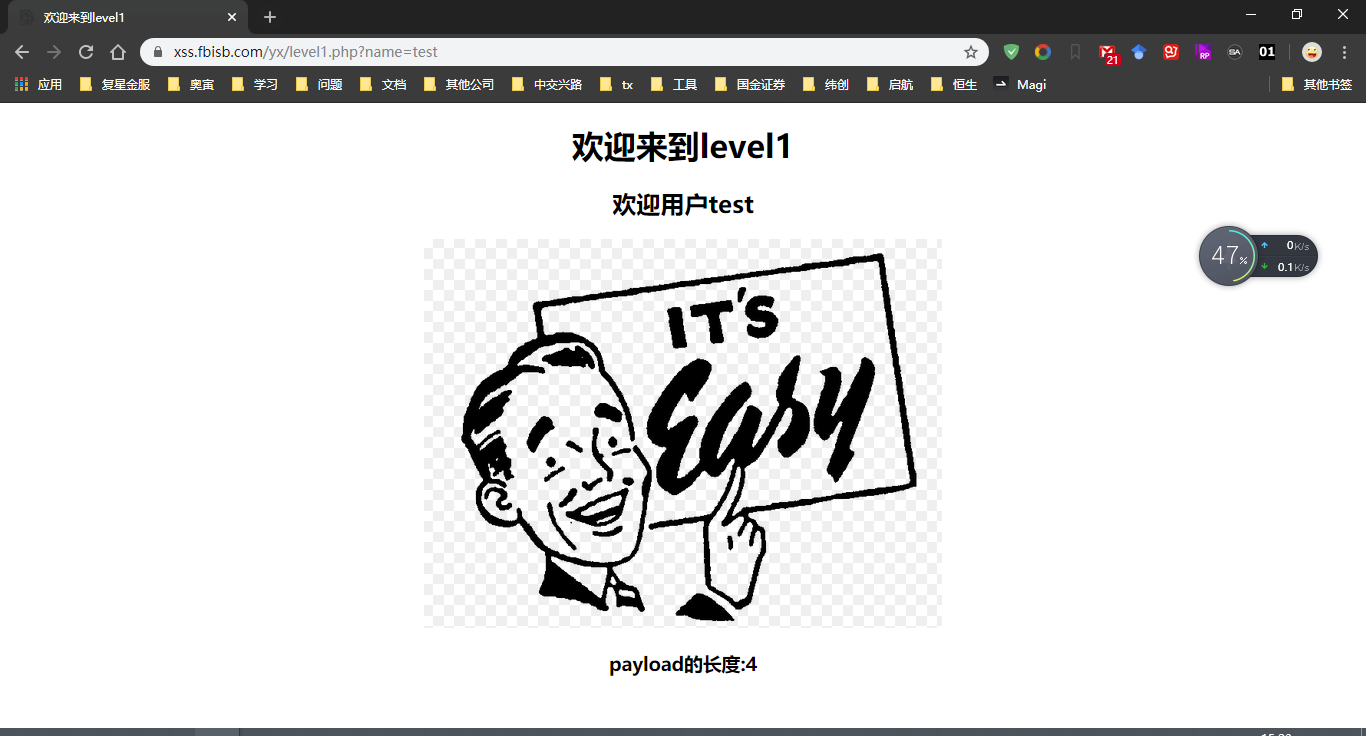 欢迎来到level1
xss.fbisb.com/yx/level1.php?name=test
21
RP
SA
01
应用
复星金服
奥寅
学习
问题
文档
其他公司
中交兴路
tx
工具
国金证券
纬创
启航
恒生
Magi
其他书签
欢迎来到level1
欢迎用户test
47%
0K/s
0.1K/s
IT'S
Easy
payload的长度:4